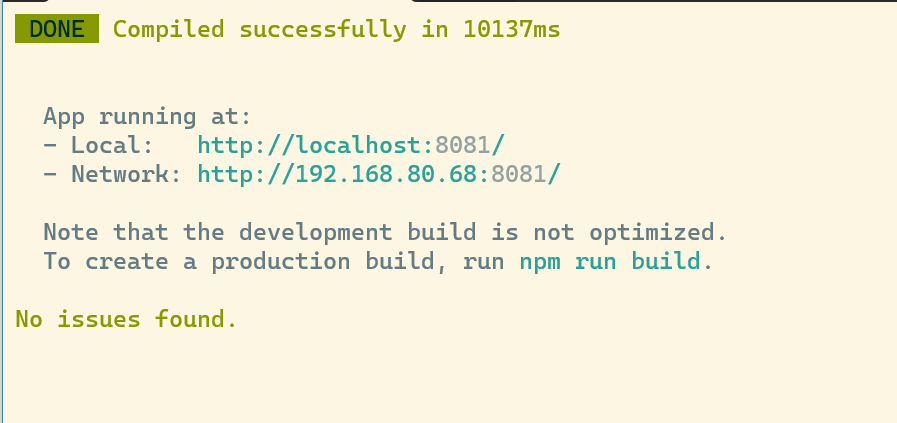 DONE Compiled successfully in 10137ms
App running at:
- Local: http://localhost:8081/
- Network: http://192.168.80.68:8081/
Note that the development build is not optimized.
To create a production build, run npm run build.
No issues found.